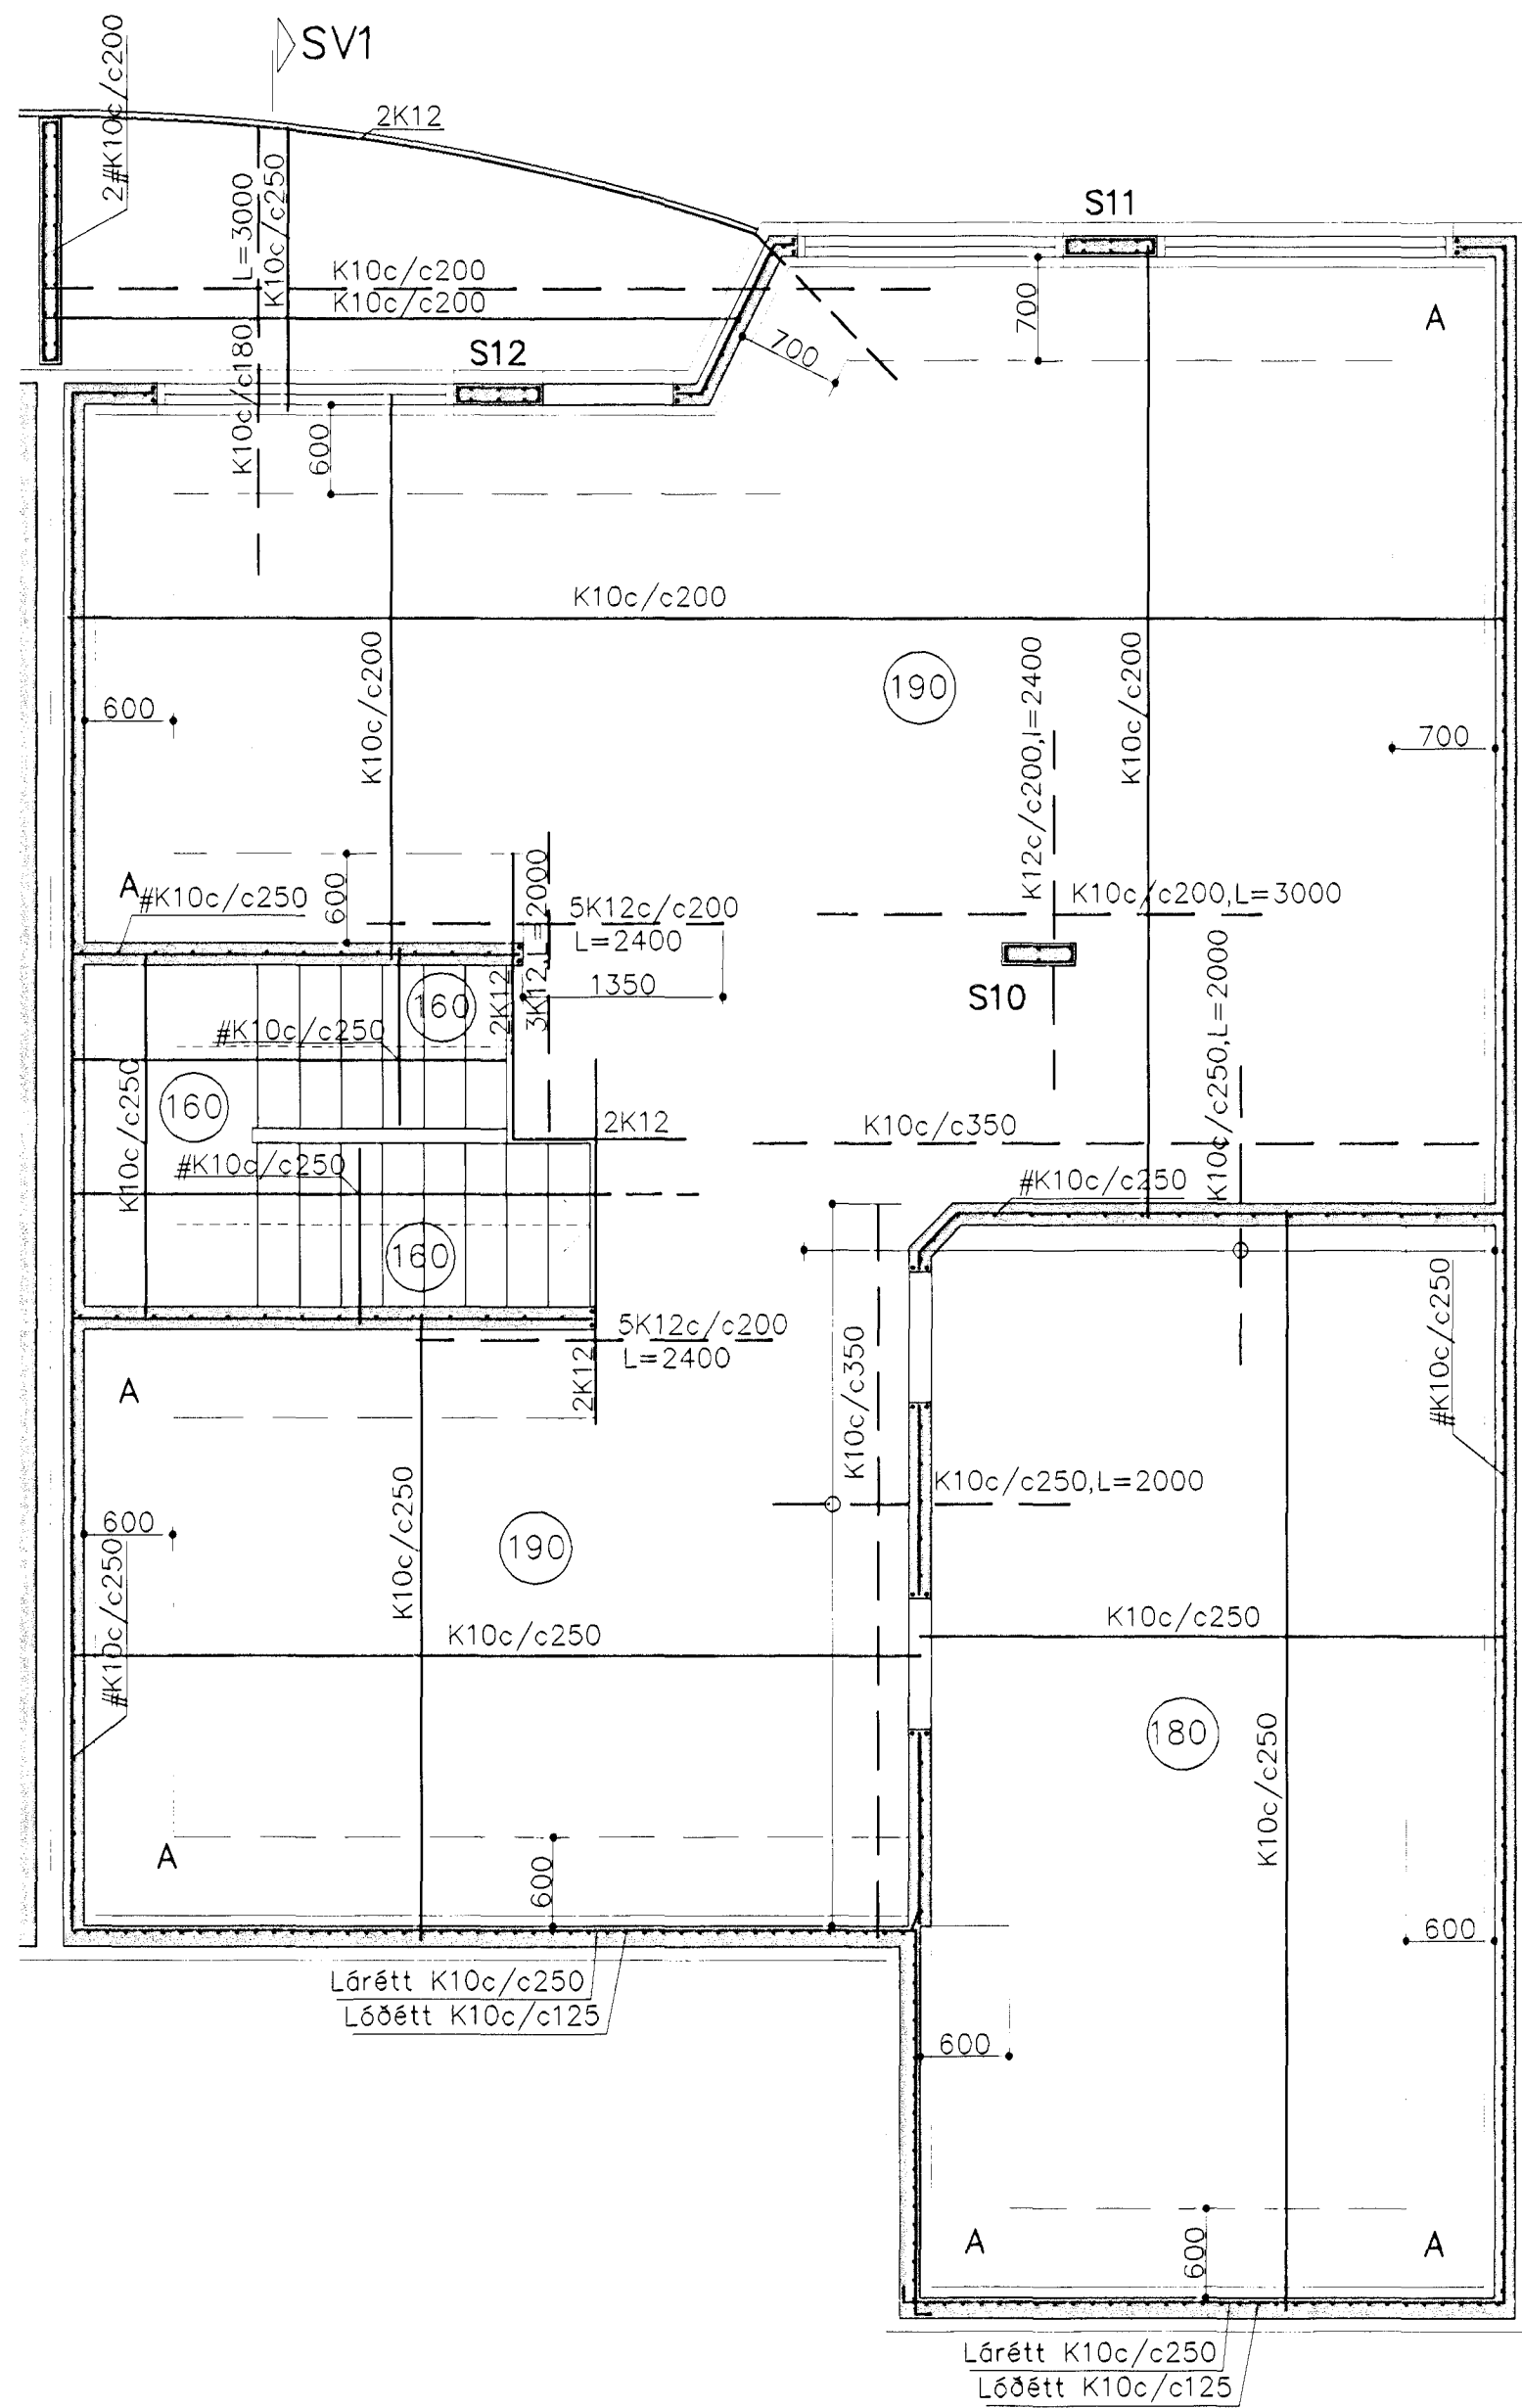 SV1
2#K10c/c200
2K12
K10c/c180, L=3000
K10c/c250
S11
K10c/c200
K10c/c200
700
700
A
S12
600
K10c/c200
K10c/c200
190
K12c/c200,l=2400
K10c/c200
600
700
A
#K10c/c250
600
3K12,L=2000
5K12c/c200
L=2400
K10c/c200,L=3000
1350
2K12
160
S10
K10c/c250,L=2000
#K10c/c250
160
K10c/c250
2K12
K10c/c350
#K10c/c250
#K10c/c250
160
5K12c/c200
L=2400
2K12
K10c/c350
#K10c/c250
A
K10c/c250,L=2000
600
K10c/c250
190
#K10c/c250
K10c/c250
K10c/c250
180
K10c/c250
A
600
600
Lárétt K10c/c250
Lóðétt K10c/c125
600
A
600
A
Lárétt K10c/c250
Lóðétt K10c/c125